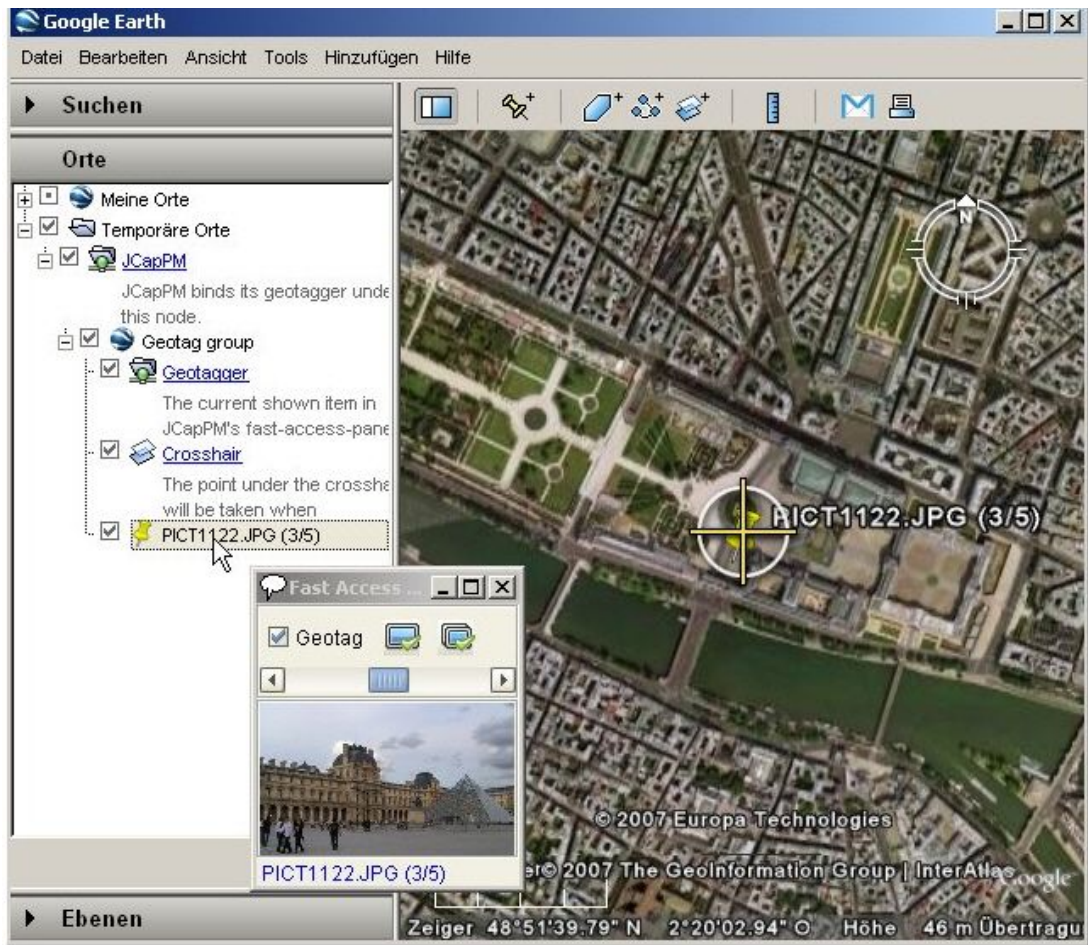 Google Earth
Datei Bearbeiten Ansicht Tools Hinzufügen Hilfe
Suchen
Orte
Meine Orte
Temporäre Orte
JCapPM
JCapPM binds its geotagger unde
this node.
Geotag group
Geotagger
The current shown item in
JCapPM's fast-access-pane
Crosshair
The point under the crossha
will be taken when
PICT1122.JPG (3/5)
Fast Access ...
Geotag
PICT1122.JPG (3/5)
Ebenen
N
PICT1122.JPG (3/5)
© 2007 Europa Technologies
© 2007 The GeoInformation Group | InterAtlas
Google
Zeiger 48°51'39.79" N 2°20'02.94" O Höhe 46 m Übertragu